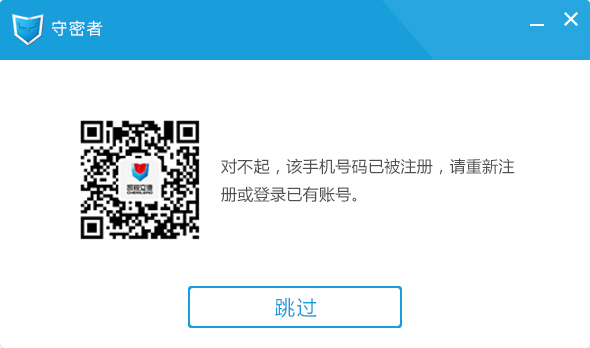 守密者
对不起，该手机号码已被注册，请重新注
册或登录已有账号。
跳过